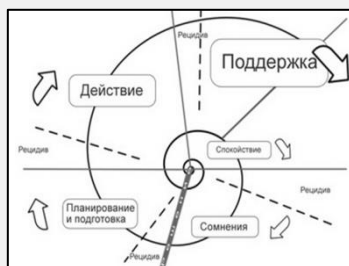 Рецидив
Поддержка
Действие
Рецидив
Спокойствие
Рецидив
Планирование
и подготовка
Сомнения
Рецидив